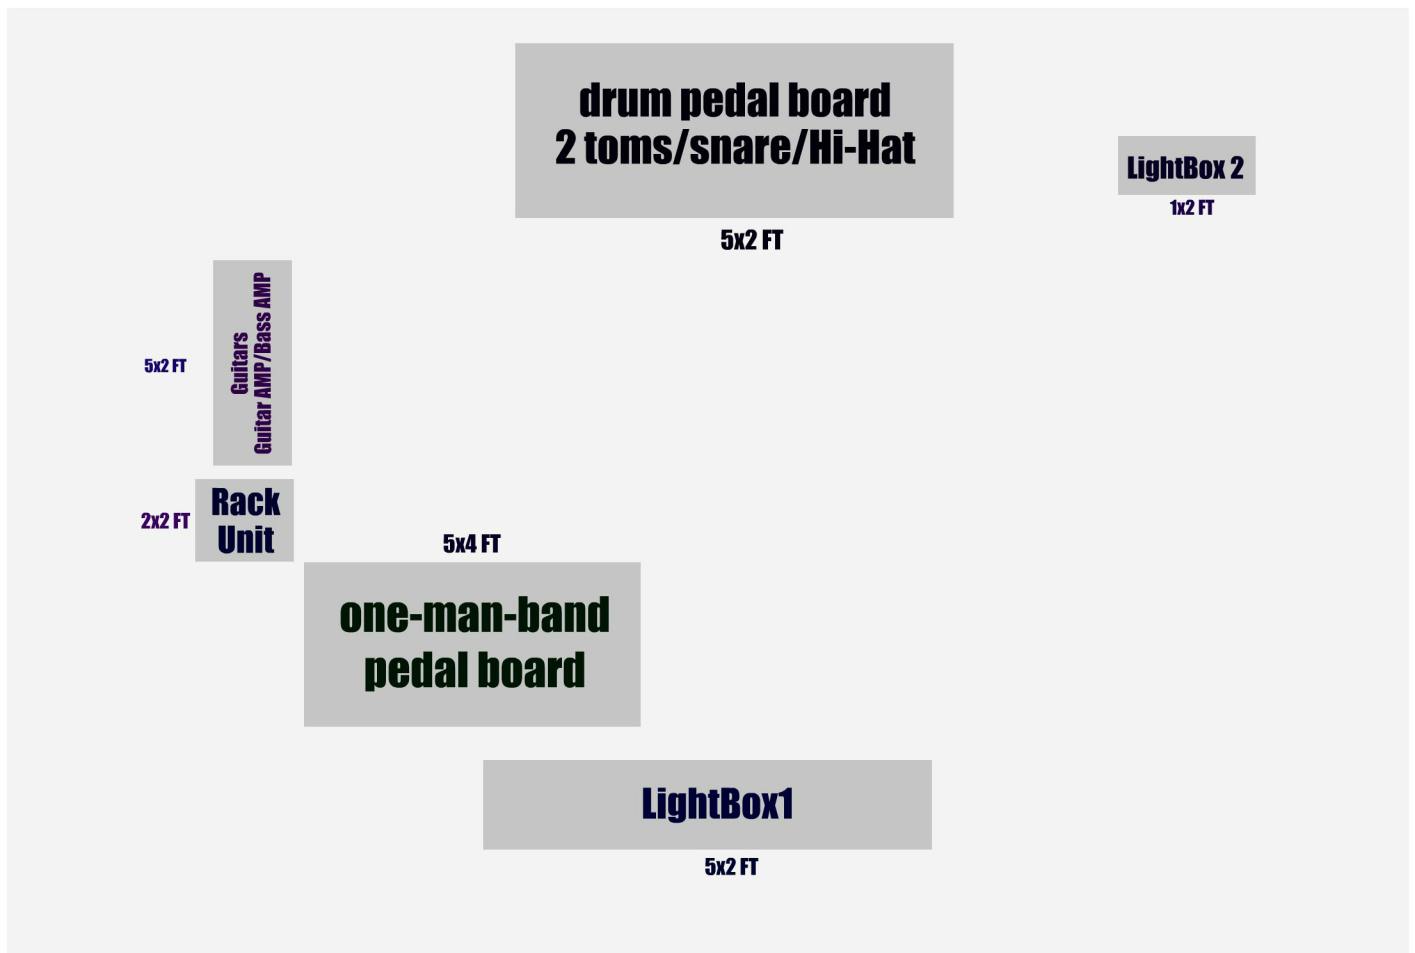 drum pedal board
2 toms/snare/Hi-Hat
5x2 FT
LightBox 2
1x2 FT
Guitars
Guitar AMP/Bass AMP
5x2 FT
Rack
Unit
2x2 FT
5x4 FT
one-man-band
pedal board
LightBox1
5x2 FT